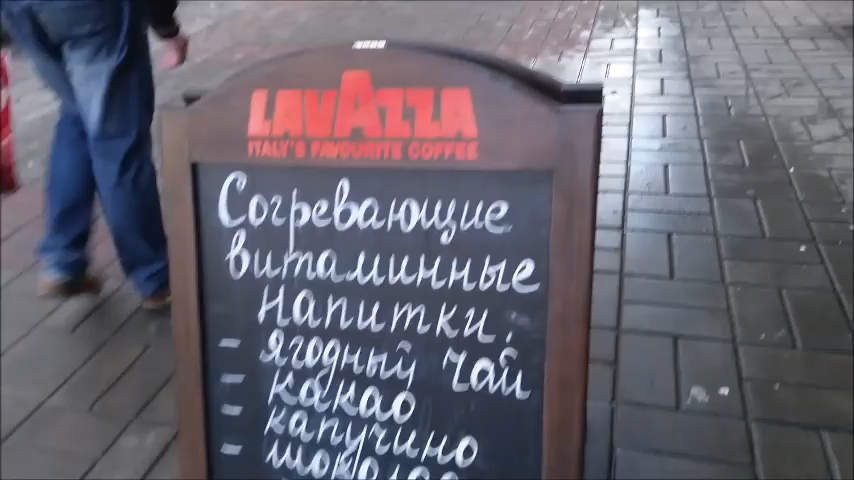 LAVAZZA
ITALY'S FAVOURITE COFFEE
Согревающие
витаминные
напитки:
- ягодный чай
- какао
- капучино